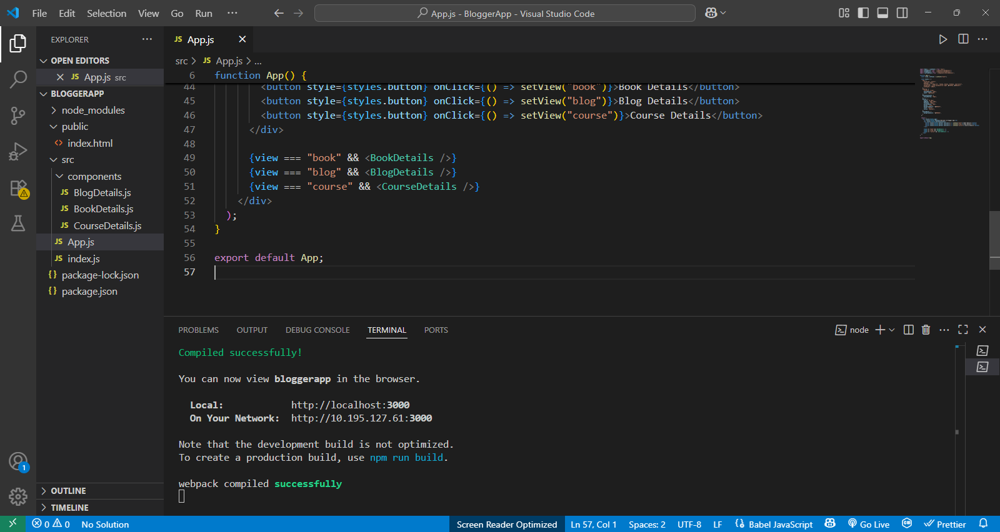 File Edit Selection View Go Run ···
App.js - BloggerApp - Visual Studio Code
EXPLORER ···
JS App.js
OPEN EDITORS
JS App.js src
src > JS App.js > ...
BLOGGERAPP
node_modules
public
index.html
src
components
JS BlogDetails.js
JS BookDetails.js
JS CourseDetails.js
JS App.js
JS index.js
{} package-lock.json
{} package.json
OUTLINE
TIMELINE
6 function App() {
44 <button style={styles.button} onClick={() => setView("book")}>Book Details</button>
45 <button style={styles.button} onClick={() => setView("blog")}>Blog Details</button>
46 <button style={styles.button} onClick={() => setView("course")}>Course Details</button>
47 </div>
48
49 {view === "book" && <BookDetails />}
50 {view === "blog" && <BlogDetails />}
51 {view === "course" && <CourseDetails />}
52 </div>
53 );
54 }
55
56 export default App;
57
PROBLEMS OUTPUT DEBUG CONSOLE TERMINAL PORTS
node
Compiled successfully!
You can now view bloggerapp in the browser.
Local: http://localhost:3000
On Your Network: http://10.195.127.61:3000
Note that the development build is not optimized.
To create a production build, use npm run build.
webpack compiled successfully
1
0 0 No Solution Screen Reader Optimized Ln 57, Col 1 Spaces: 2 UTF-8 LF {} Babel JavaScript Go Live Prettier